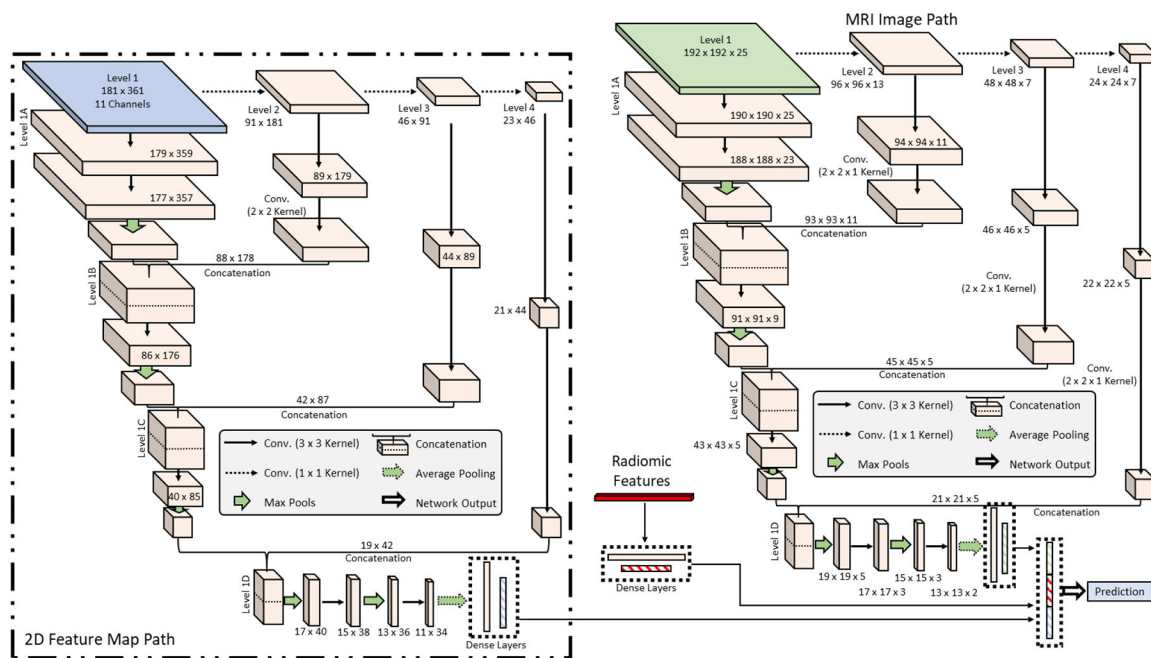 MRI Image Path
Level 1
181 x 361
11 Channels
Level 1A
Level 2
91 x 181
Level 3
46 x 91
Level 4
23 x 46
179 x 359
177 x 357
89 x 179
Conv.
(2 x 2 Kernel)
88 x 178
Concatenation
Level 1B
44 x 89
21 x 44
86 x 176
42 x 87
Concatenation
Level 1C
40 x 85
Conv. (3 x 3 Kernel)
Concatenation
Conv. (1 x 1 Kernel)
Average Pooling
Max Pools
Network Output
19 x 42
Concatenation
Level 1D
17 x 40
15 x 38
13 x 36
11 x 34
Dense Layers
2D Feature Map Path
Level 1
192 x 192 x 25
Level 1A
Level 2
96 x 96 x 13
Level 3
48 x 48 x 7
Level 4
24 x 24 x 7
190 x 190 x 25
188 x 188 x 23
94 x 94 x 11
Conv.
(2 x 2 x 1 Kernel)
93 x 93 x 11
Concatenation
Level 1B
46 x 46 x 5
Conv.
(2 x 2 x 1 Kernel)
22 x 22 x 5
91 x 91 x 9
45 x 45 x 5
Concatenation
Conv.
(2 x 2 x 1 Kernel)
Level 1C
43 x 43 x 5
Conv. (3 x 3 Kernel)
Concatenation
Conv. (1 x 1 Kernel)
Average Pooling
Max Pools
Network Output
Radiomic
Features
Dense Layers
21 x 21 x 5
Concatenation
Level 1D
19 x 19 x 5
17 x 17 x 3
15 x 15 x 3
13 x 13 x 2
Prediction